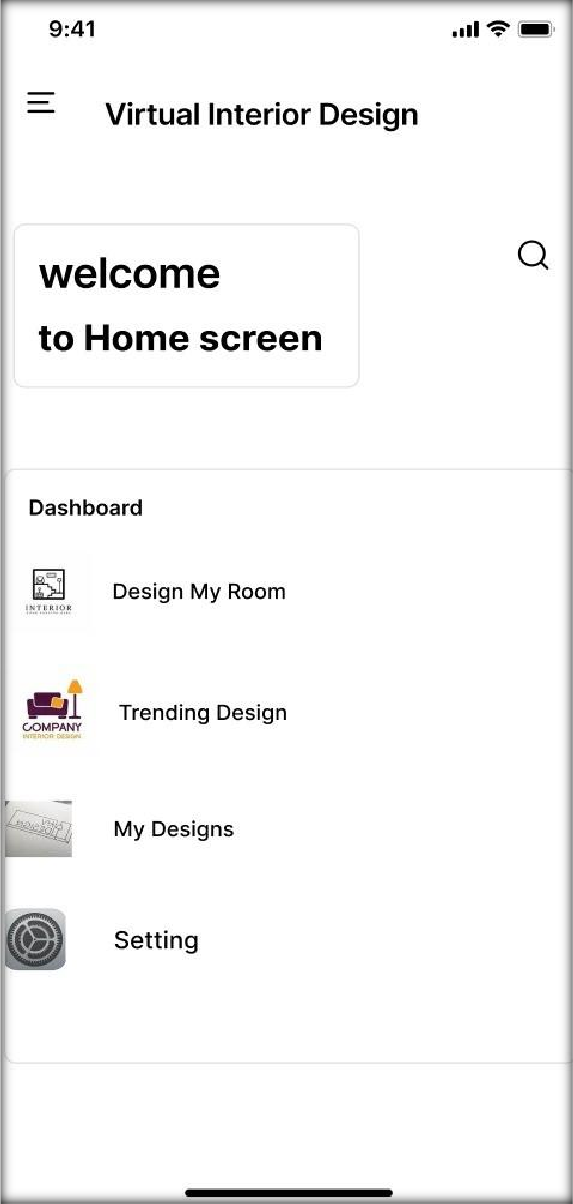 9:41
Virtual Interior Design
welcome
to Home screen
Dashboard
INTERIOR
Design My Room
COMPANY
INTERIOR DESIGN
Trending Design
My Designs
Setting